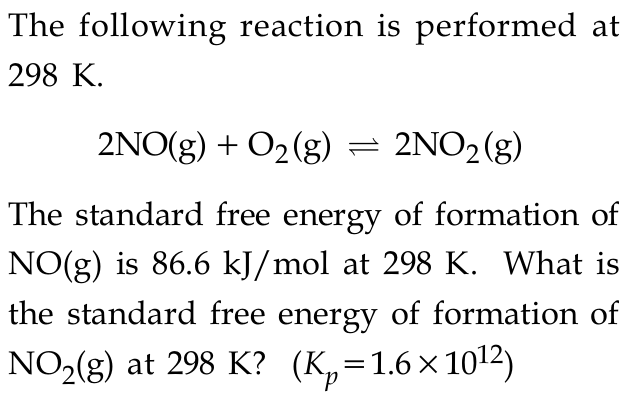 The following reaction is performed at
298 K.
2NO(g) + O₂(g) ⇌ 2NO₂(g)
The standard free energy of formation of
NO(g) is 86.6 kJ/mol at 298 K. What is
the standard free energy of formation of
NO₂(g) at 298 K? (Kₚ=1.6×10¹²)